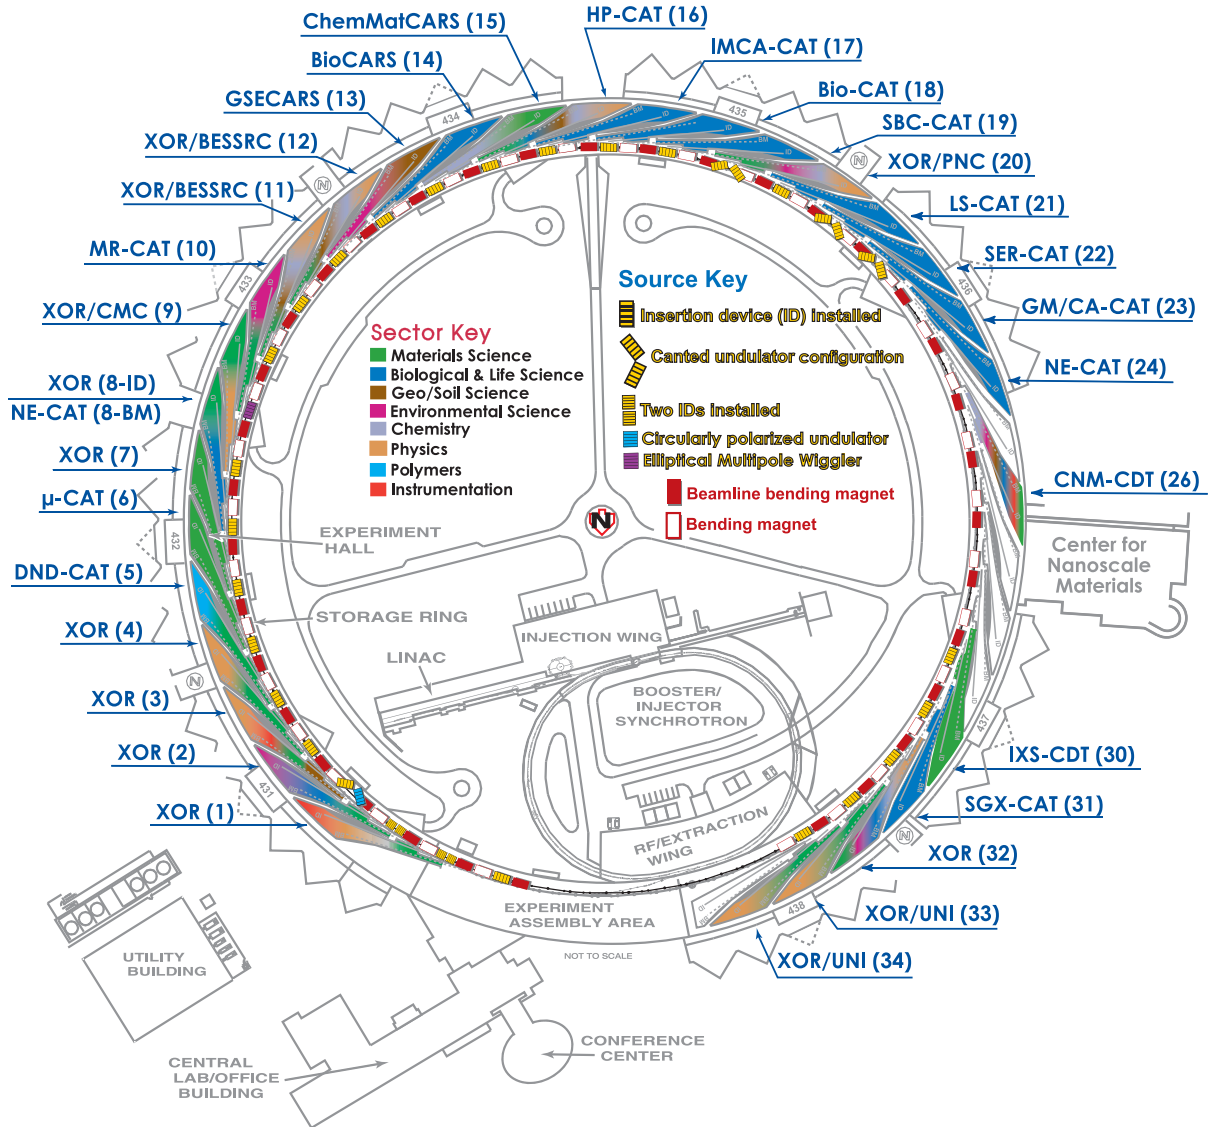 HP-CAT (16)
ChemMatCARS (15)
IMCA-CAT (17)
BioCARS (14)
Bio-CAT (18)
GSECARS (13)
SBC-CAT (19)
XOR/BESSRC (12)
XOR/PNC (20)
XOR/BESSRC (11)
LS-CAT (21)
MR-CAT (10)
SER-CAT (22)
XOR/CMC (9)
GM/CA-CAT (23)
XOR (8-ID)
NE-CAT (8-BM)
NE-CAT (24)
XOR (7)
µ-CAT (6)
CNM-CDT (26)
DND-CAT (5)
XOR (4)
XOR (3)
XOR (2)
XOR (1)
IXS-CDT (30)
SGX-CAT (31)
XOR (32)
XOR/UNI (33)
XOR/UNI (34)
434
435
433
436
432
437
431
438
N
N
N
N
N
Sector Key
Materials Science
Biological & Life Science
Geo/Soil Science
Environmental Science
Chemistry
Physics
Polymers
Instrumentation
Source Key
Insertion device (ID) installed
Canted undulator configuration
Two IDs installed
Circularly polarized undulator
Elliptical Multipole Wiggler
Beamline bending magnet
Bending magnet
EXPERIMENT
HALL
STORAGE RING
LINAC
INJECTION WING
BOOSTER/
INJECTOR
SYNCHROTRON
RF/EXTRACTION
WING
Center for
Nanoscale
Materials
EXPERIMENT
ASSEMBLY AREA
NOT TO SCALE
UTILITY
BUILDING
CENTRAL
LAB/OFFICE
BUILDING
CONFERENCE
CENTER